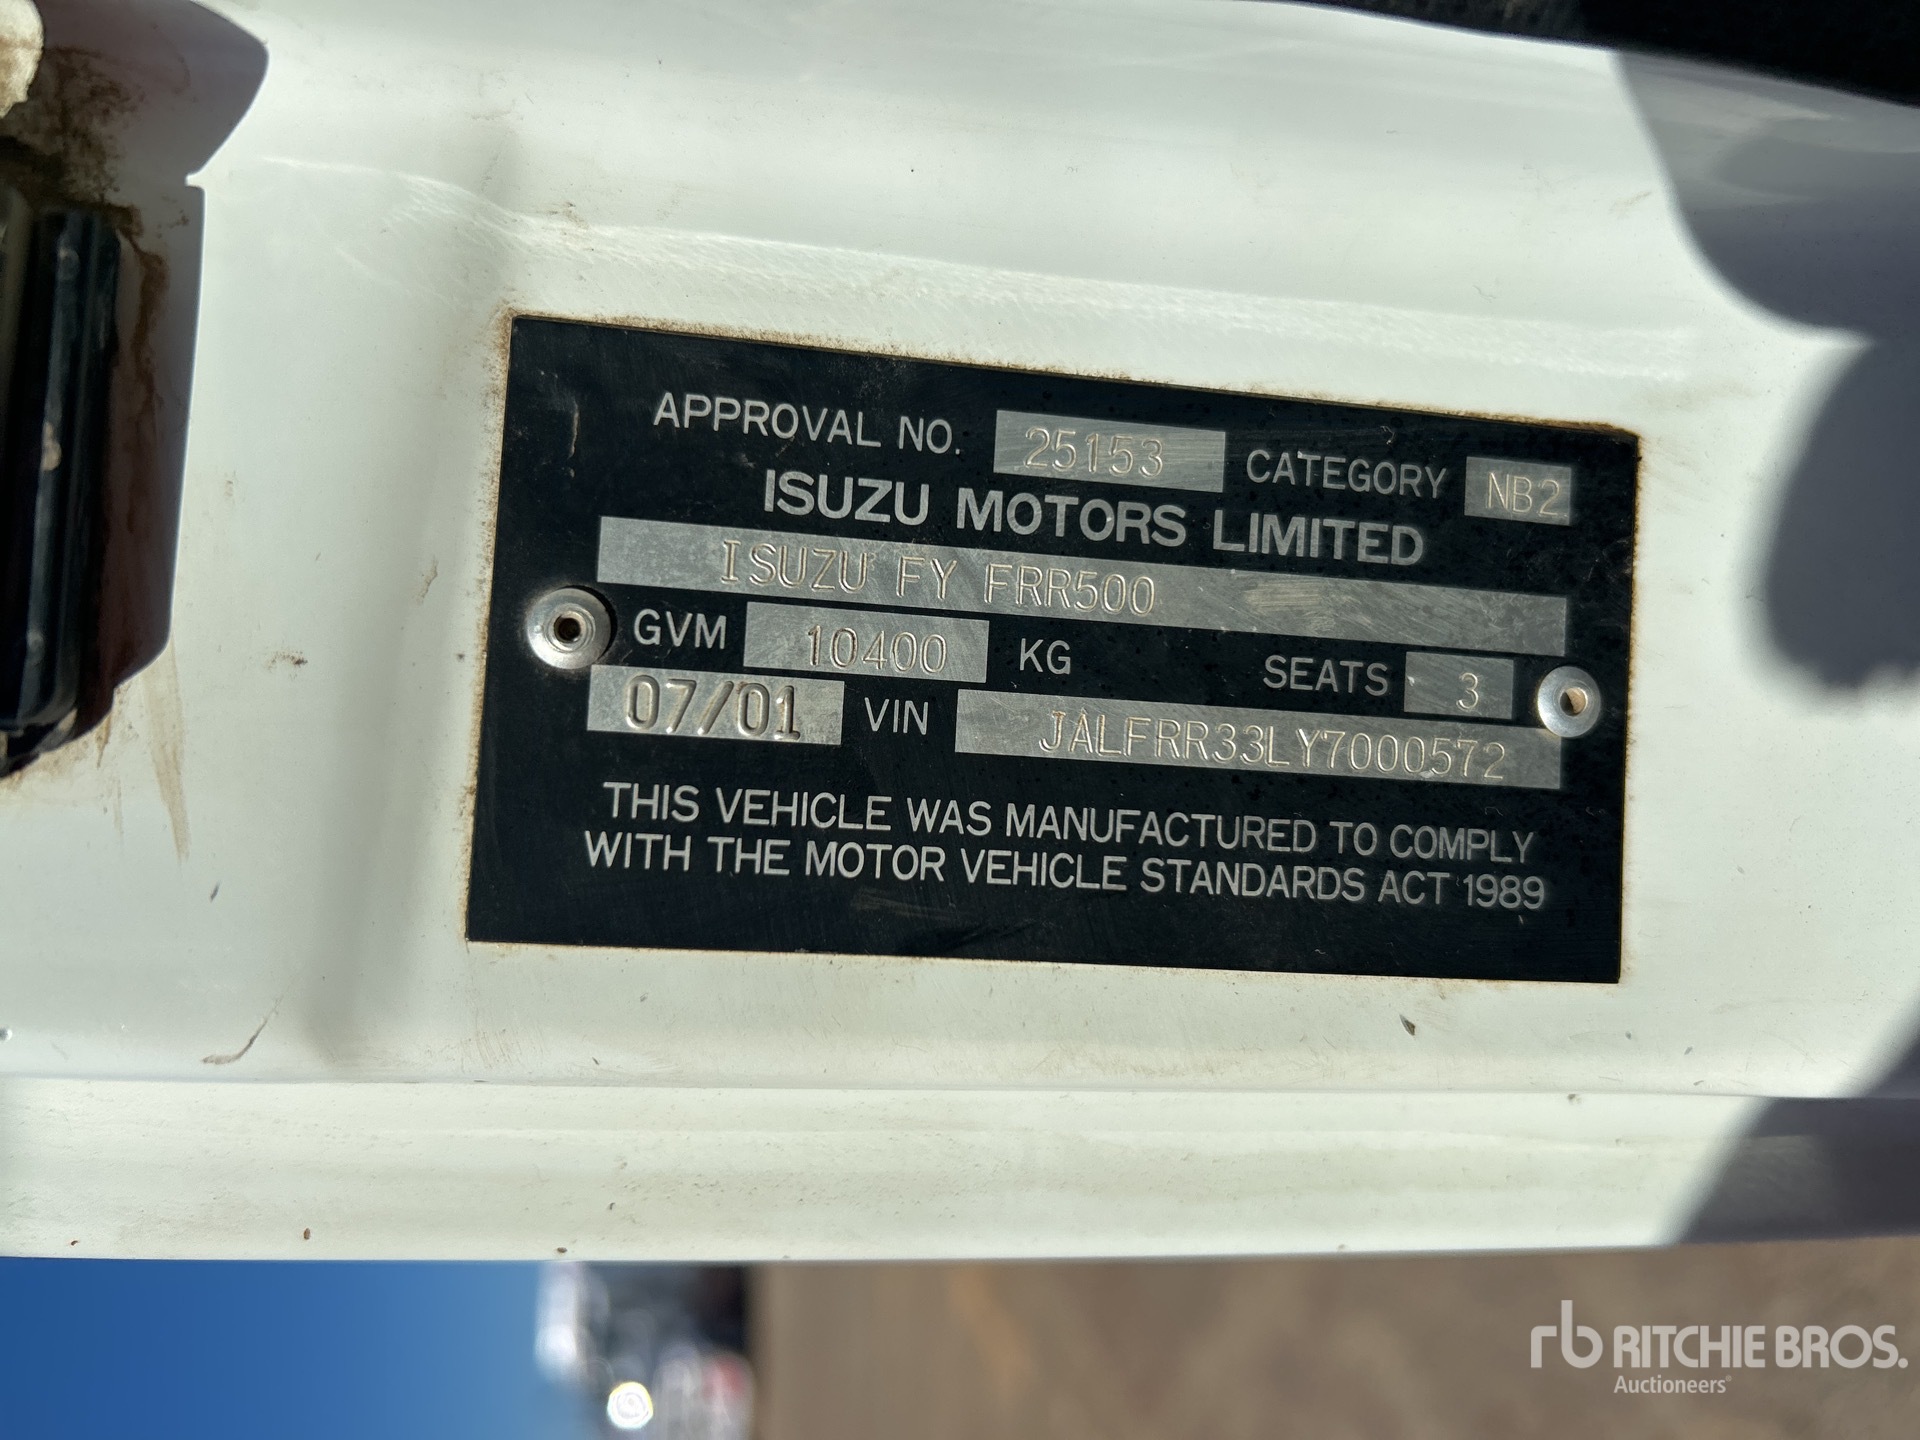 APPROVAL NO. 25153 CATEGORY NB2
ISUZU MOTORS LIMITED
ISUZU FY FRR500
GVM 10400 KG SEATS 3
07/01 VIN JALFRR33LY7000572
THIS VEHICLE WAS MANUFACTURED TO COMPLY
WITH THE MOTOR VEHICLE STANDARDS ACT 1989
rb RITCHIE BROS.
Auctioneers